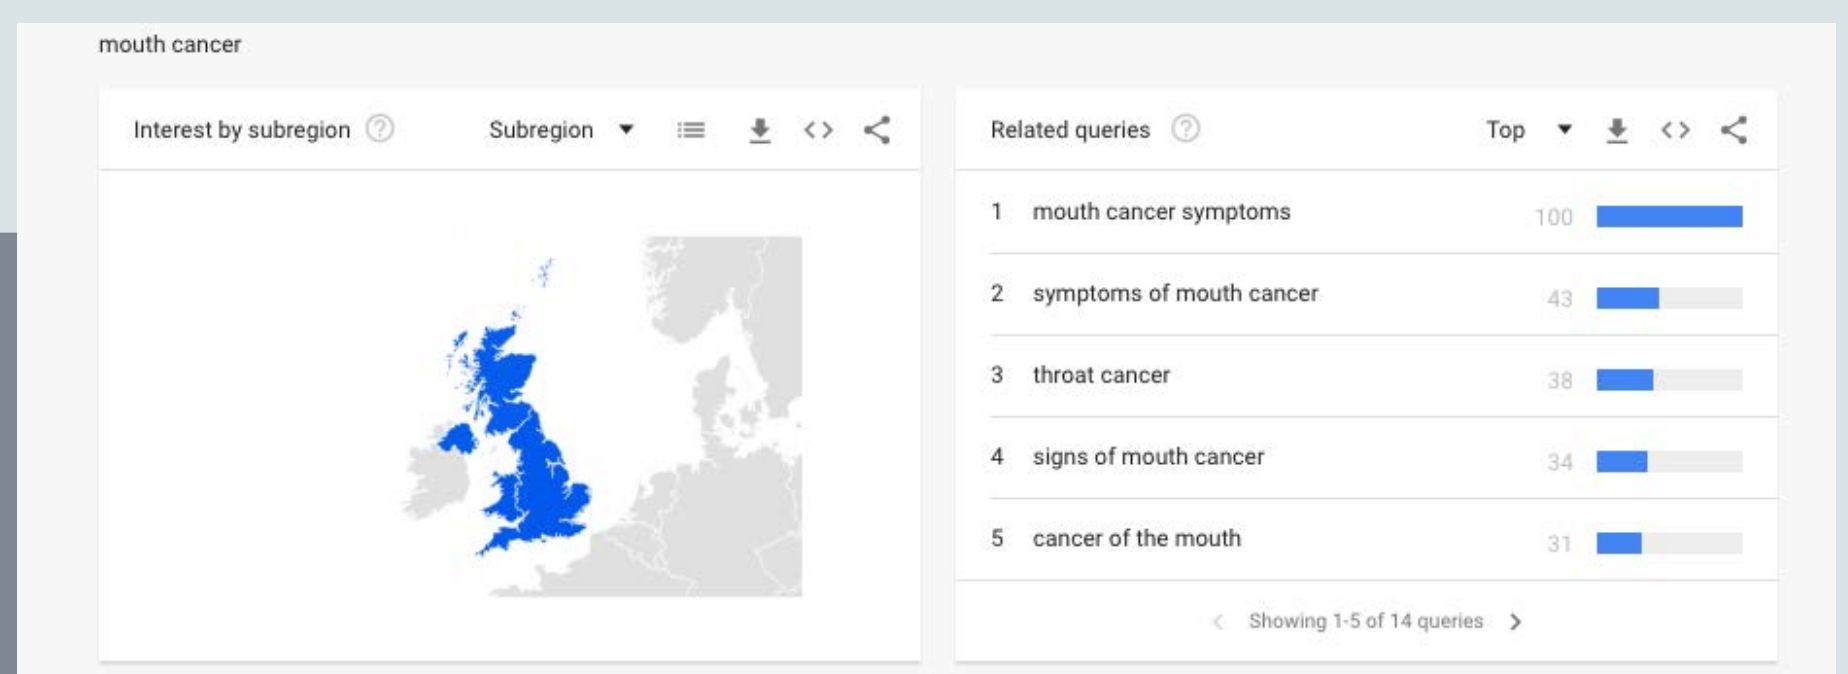 mouth cancer
Interest by subregion ? Subregion
Related queries ? Top
1 mouth cancer symptoms 100
2 symptoms of mouth cancer 43
3 throat cancer 38
4 signs of mouth cancer 34
5 cancer of the mouth 31
Showing 1-5 of 14 queries